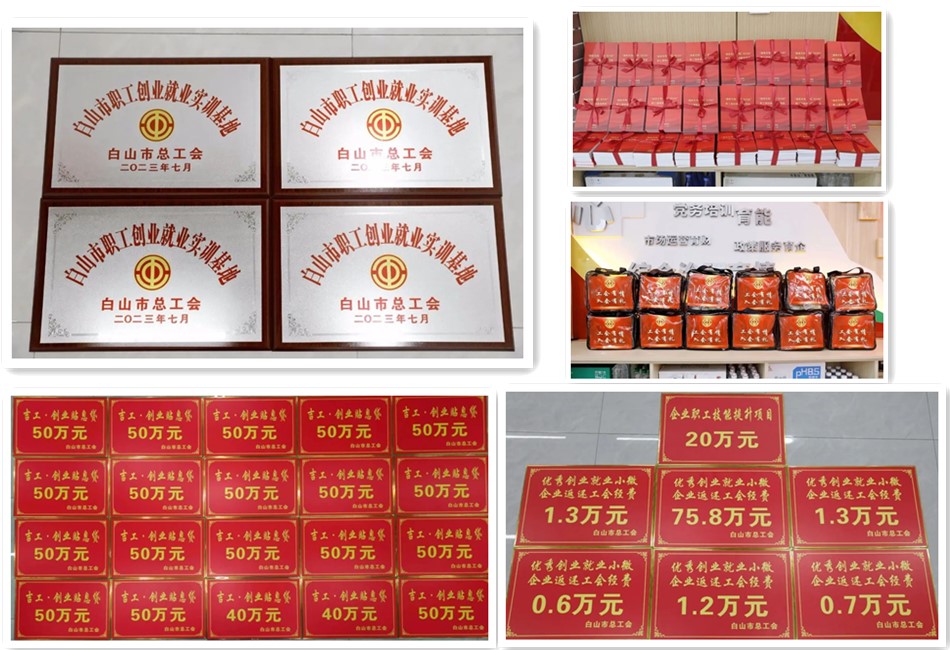 白山市职工创业就业实训基地
白山市总工会
二〇二三年七月
白山市职工创业就业实训基地
白山市总工会
二〇二三年七月
白山市职工创业就业实训基地
白山市总工会
二〇二三年七月
白山市职工创业就业实训基地
白山市总工会
二〇二三年七月
党务培训育能
市场运营
政策服务育企
pH8.5
吉工·创业贴息贷
50万元
白山市总工会
吉工·创业贴息贷
50万元
白山市总工会
吉工·创业贴息贷
50万元
白山市总工会
吉工·创业贴息贷
50万元
白山市总工会
吉工·创业贴息贷
50万元
白山市总工会
吉工·创业贴息贷
50万元
白山市总工会
吉工·创业贴息贷
50万元
白山市总工会
吉工·创业贴息贷
50万元
白山市总工会
吉工·创业贴息贷
50万元
白山市总工会
吉工·创业贴息贷
50万元
白山市总工会
吉工·创业贴息贷
50万元
白山市总工会
吉工·创业贴息贷
50万元
白山市总工会
吉工·创业贴息贷
50万元
白山市总工会
吉工·创业贴息贷
50万元
白山市总工会
吉工·创业贴息贷
50万元
白山市总工会
吉工·创业贴息贷
50万元
白山市总工会
吉工·创业贴息贷
50万元
白山市总工会
吉工·创业贴息贷
40万元
白山市总工会
吉工·创业贴息贷
40万元
白山市总工会
吉工·创业贴息贷
50万元
白山市总工会
企业职工技能提升项目
20万元
优秀创业就业小微
企业返还工会经费
1.3万元
白山市总工会
优秀创业就业小微
企业返还工会经费
75.8万元
白山市总工会
优秀创业就业小微
企业返还工会经费
1.3万元
白山市总工会
优秀创业就业小微
企业返还工会经费
0.6万元
白山市总工会
优秀创业就业小微
企业返还工会经费
1.2万元
白山市总工会
优秀创业就业小微
企业返还工会经费
0.7万元
白山市总工会